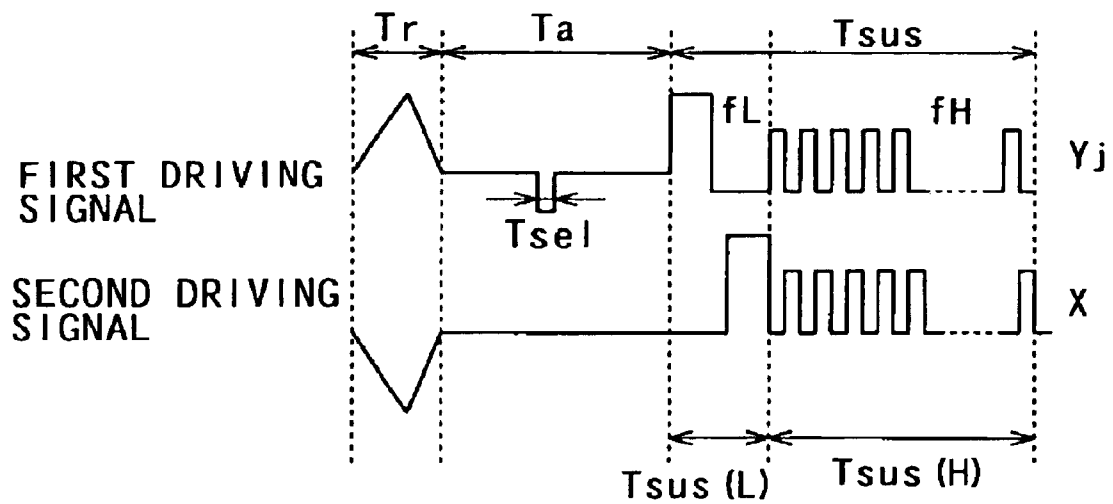 Tr
Ta
Tsus
fL
fH
Yj
FIRST DRIVING
SIGNAL
Tsel
SECOND DRIVING
SIGNAL
X
Tsus (L)
Tsus (H)